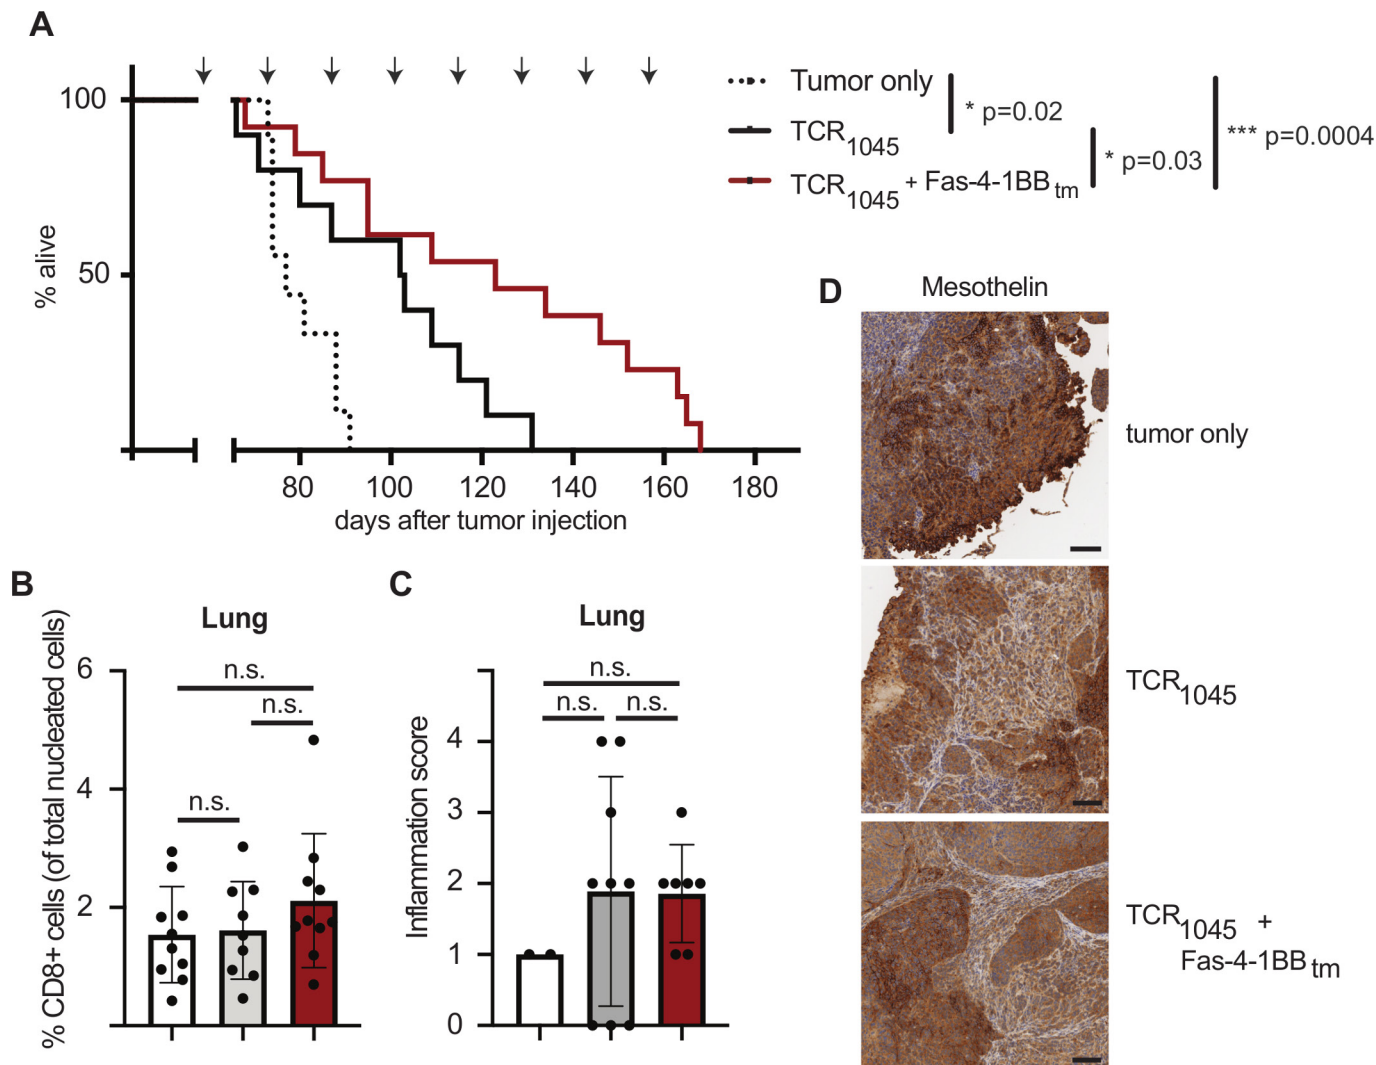 A
100
50
% alive
80 100 120 140 160 180
days after tumor injection
Tumor only
TCR1045
TCR1045 + Fas-4-1BBtm
* p=0.02
* p=0.03
*** p=0.0004
B
Lung
% CD8+ cells (of total nucleated cells)
6
4
2
n.s.
n.s.
n.s.
C
Lung
Inflammation score
4
3
2
1
0
n.s.
n.s. n.s.
D
Mesothelin
tumor only
TCR1045
TCR1045 +
Fas-4-1BBtm